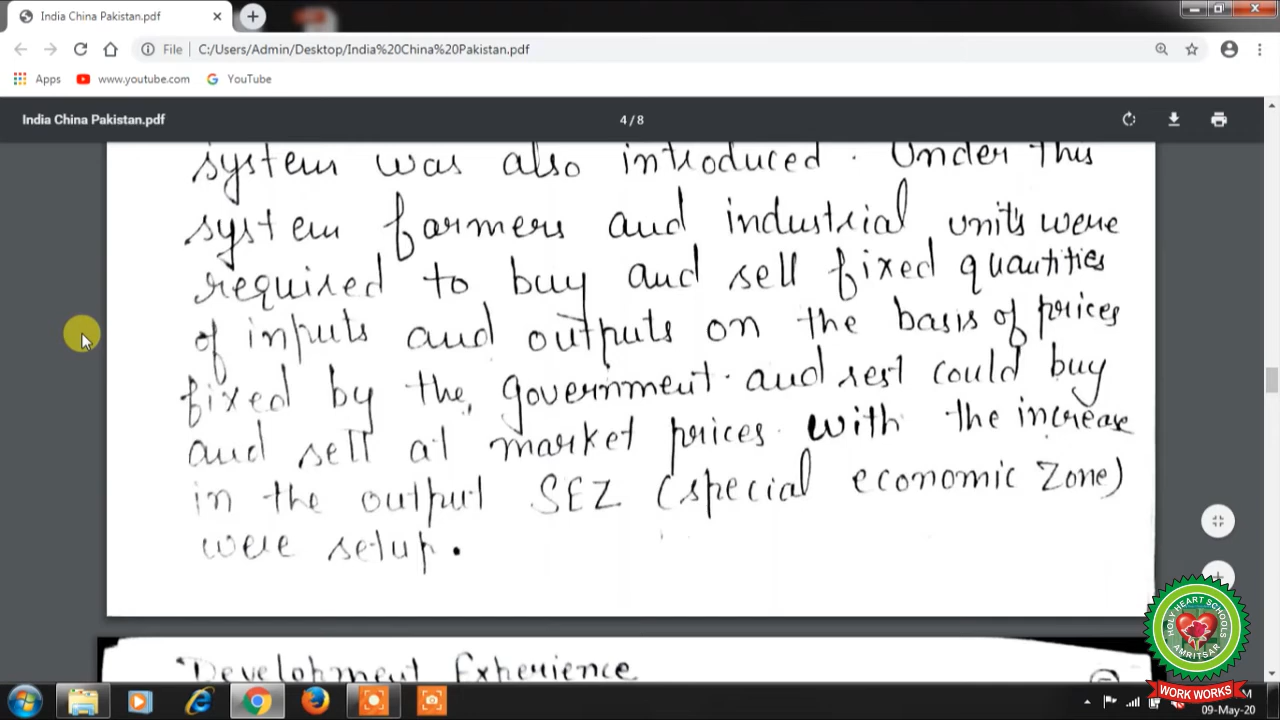 India China Pakistan.pdf
File
C:/Users/Admin/Desktop/India%20China%20Pakistan.pdf
Apps
www.youtube.com
YouTube
India China Pakistan.pdf
4 / 8
system was also introduced. Under this
system farmers and industrial units were
required to buy and sell fixed quantities
of inputs and outputs on the basis of prices
fixed by the government. and rest could buy
and sell at market prices. with the increase
in the output SEZ (special economic Zone)
were setup.
Development Experience
HOLY HEART SCHOOLS
AMRITSAR
WORK WORKS
09-May-20